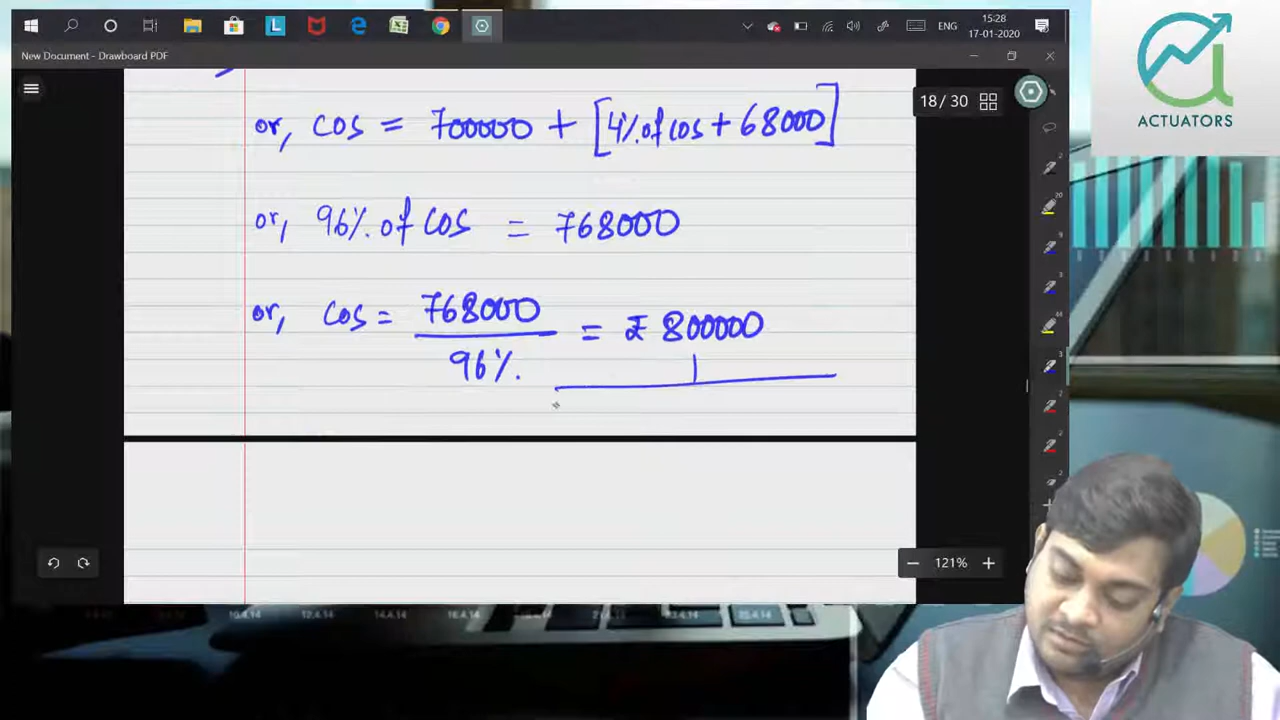 ENG
15:28
17-01-2020
New Document - Drawboard PDF
18 / 30
ACTUATORS
or, COS = 700000 + [4% of COS + 68000]
or, 96% of COS = 768000
or, COS = 768000 / 96% = ₹ 800000
121%